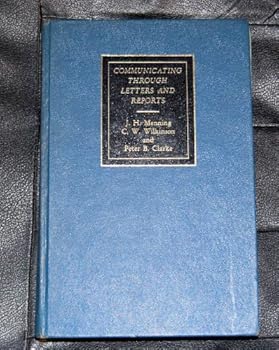 COMMUNICATING
THROUGH
LETTERS AND
REPORTS
J. H. Menning
C. W. Wilkinson
and
Peter B. Clarke